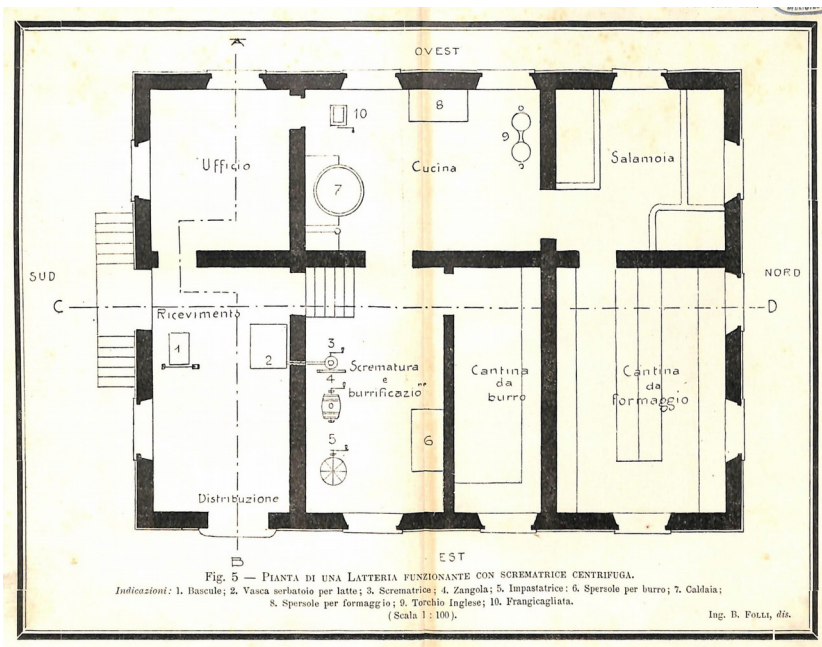 A
OVEST
10
8
9
Ufficio
7
Cucina
Salamoia
SUD
NORD
C
D
Ricevimento
1
2
3
4
Scrematura
e
burrificazio ne
Cantina
da
burro
Cantina
da
formaggio
5
6
Distribuzione
B
EST
Fig. 5 — PIANTA DI UNA LATTERIA FUNZIONANTE CON SCREMATRICE CENTRIFUGA.
Indicazioni: 1. Bascule; 2. Vasca serbatoio per latte; 3. Scrematrice; 4. Zangola; 5. Impastatrice: 6. Spersole per burro; 7. Caldaia;
8. Spersole per formaggio; 9. Torchio Inglese; 10. Frangicagliata.
(Scala 1 : 100).
Ing. B. FOLLI, dis.